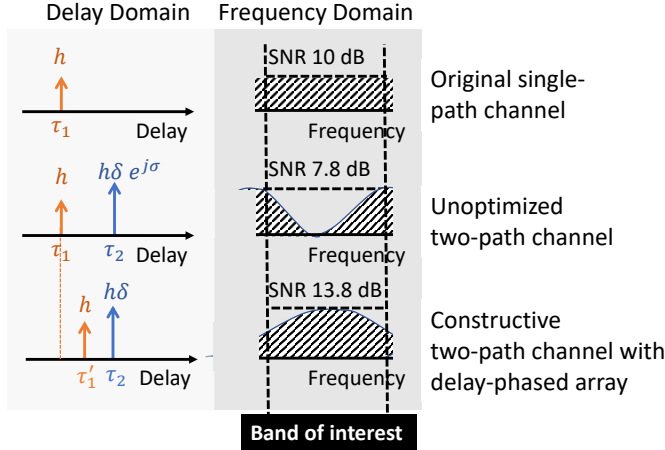 Delay Domain
Frequency Domain
h
τ₁
Delay
SNR 10 dB
Frequency
Original single-
path channel
h
hδ e^{jσ}
τ₁
τ₂
Delay
SNR 7.8 dB
Frequency
Unoptimized
two-path channel
h
hδ
τ₁′
τ₂
Delay
SNR 13.8 dB
Frequency
Constructive
two-path channel with
delay-phased array
Band of interest